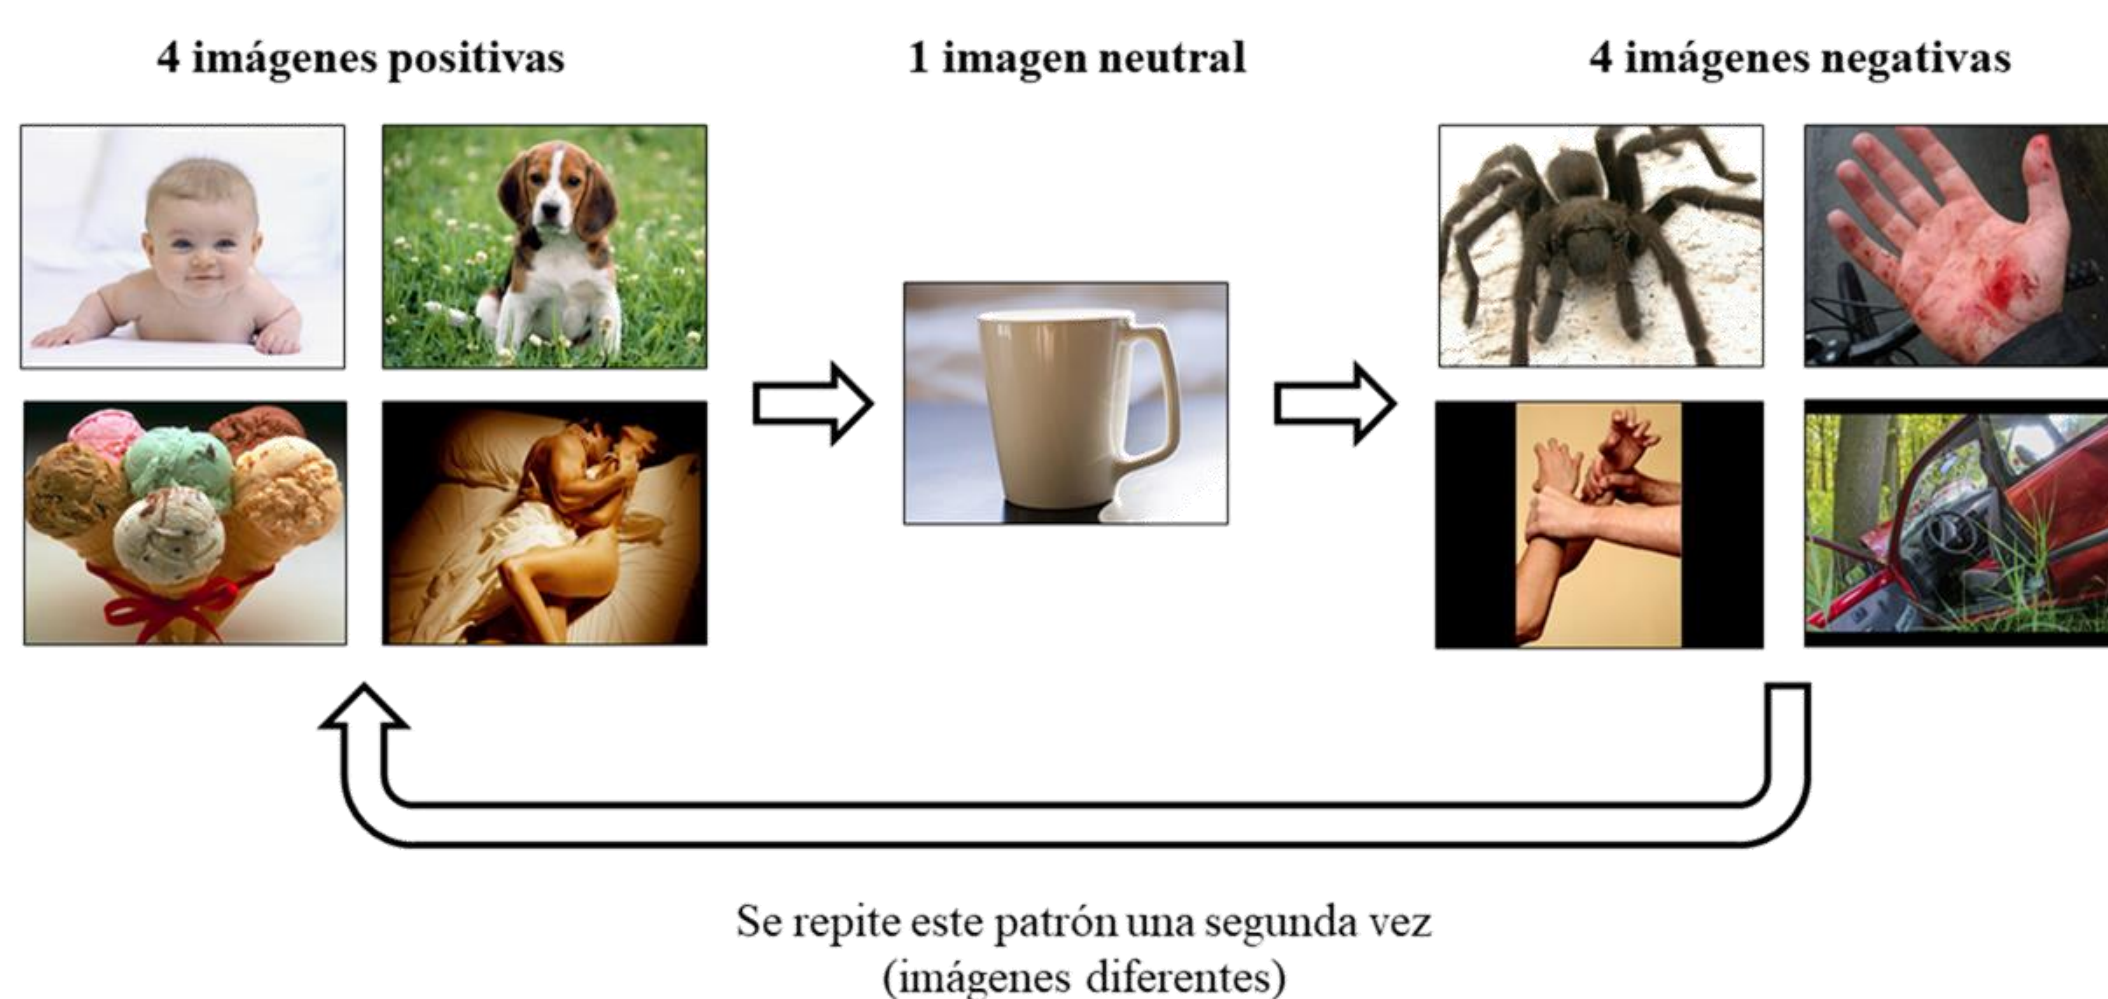 4 imágenes positivas
1 imagen neutral
4 imágenes negativas
Se repite este patrón una segunda vez
(imágenes diferentes)